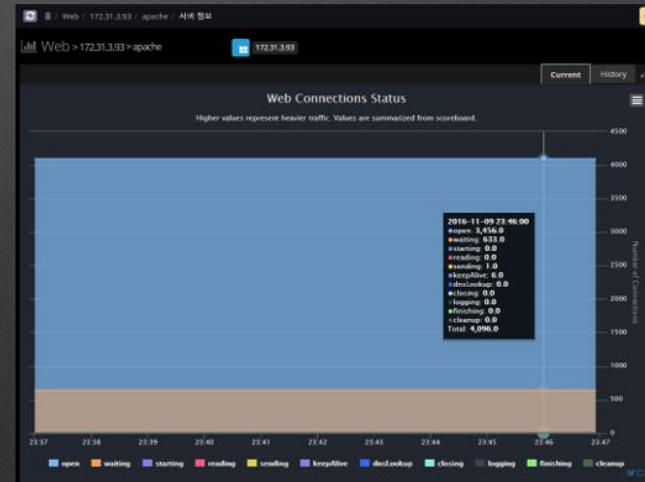 홈 / Web / 172.31.3.93 / apache / 서버 정보
Web > 172.31.3.93 > apache
172.31.3.93
Current
History
Web Connections Status
Higher values represent heavier traffic. Values are summarized from scoreboard.
4500
4000
3500
3000
2500
2000
1500
1000
500
0
Number of Connections
2016-11-09 23:46:00
open: 3,456.0
waiting: 633.0
starting: 0.0
reading: 0.0
sending: 1.0
keepAlive: 6.0
dnsLookup: 0.0
closing: 0.0
logging: 0.0
finishing: 0.0
cleanup: 0.0
Total: 4,096.0
23:37 23:38 23:39 23:40 23:41 23:42 23:43 23:44 23:45 23:46 23:47
open waiting starting reading sending keepAlive dnsLookup closing logging finishing cleanup